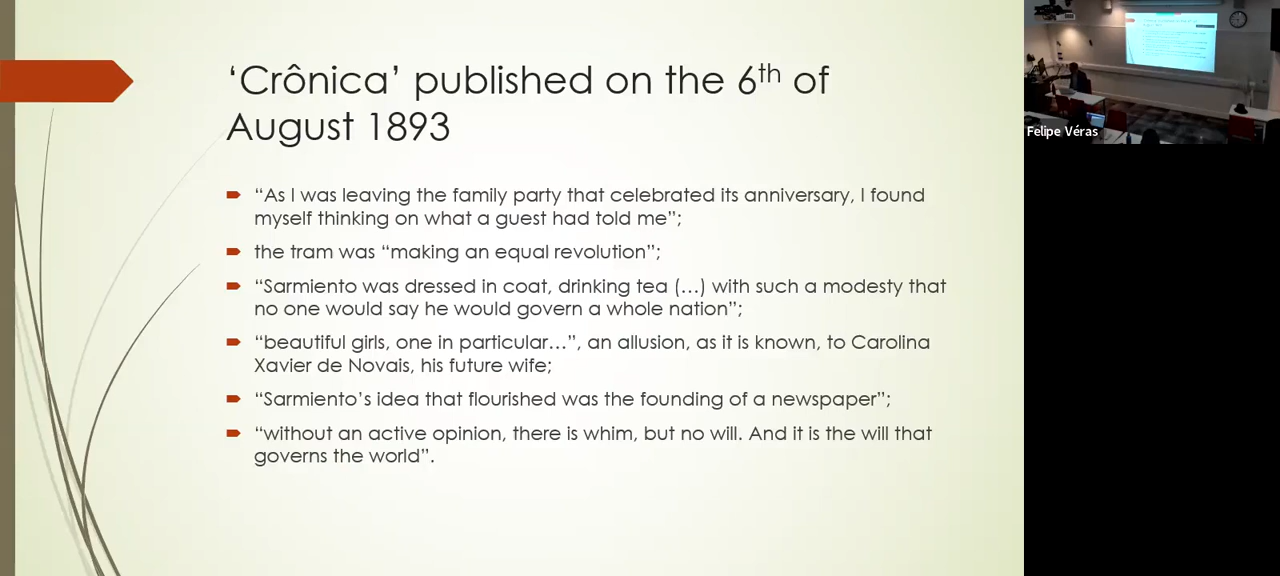 ‘Crônica’ published on the 6th of
August 1893
“As I was leaving the family party that celebrated its anniversary, I found
myself thinking on what a guest had told me”;
the tram was “making an equal revolution”;
“Sarmiento was dressed in coat, drinking tea (…) with such a modesty that
no one would say he would govern a whole nation”;
“beautiful girls, one in particular…”, an allusion, as it is known, to Carolina
Xavier de Novais, his future wife;
“Sarmiento’s idea that flourished was the founding of a newspaper”;
“without an active opinion, there is whim, but no will. And it is the will that
governs the world”.
Felipe Véras